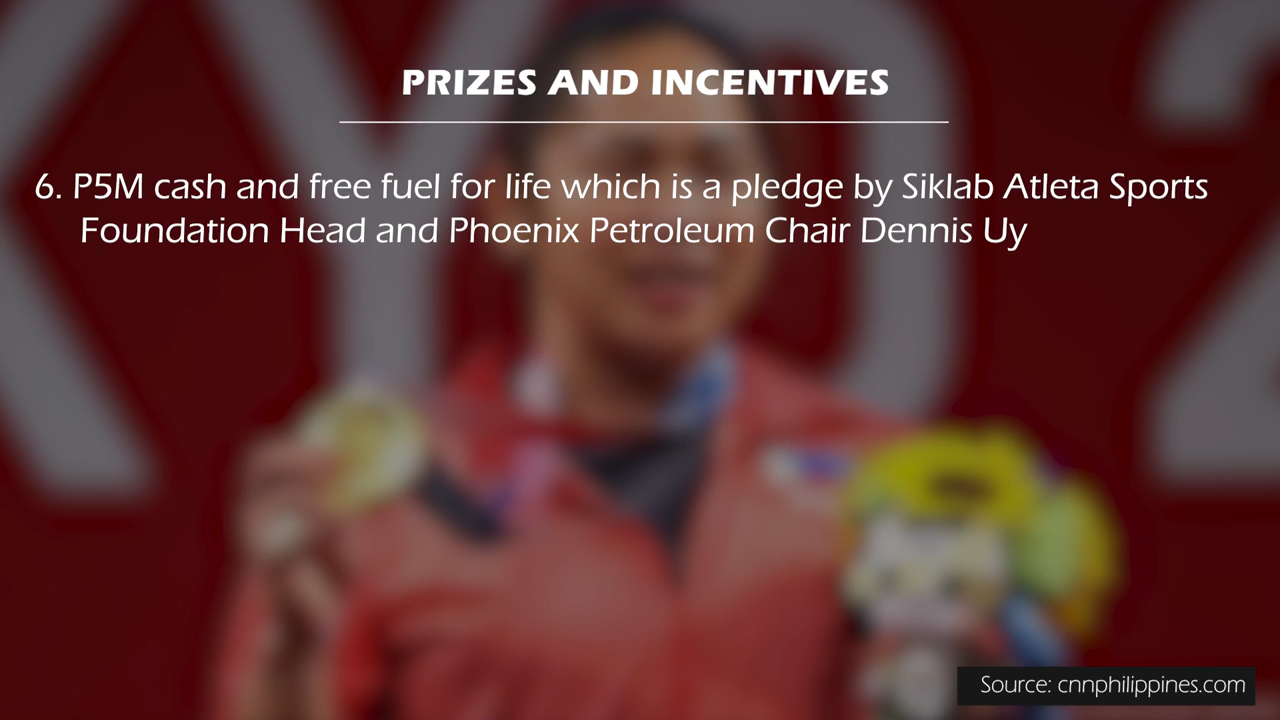 PRIZES AND INCENTIVES
6. P5M cash and free fuel for life which is a pledge by Siklab Atleta Sports
Foundation Head and Phoenix Petroleum Chair Dennis Uy
Source: cnnphilippines.com